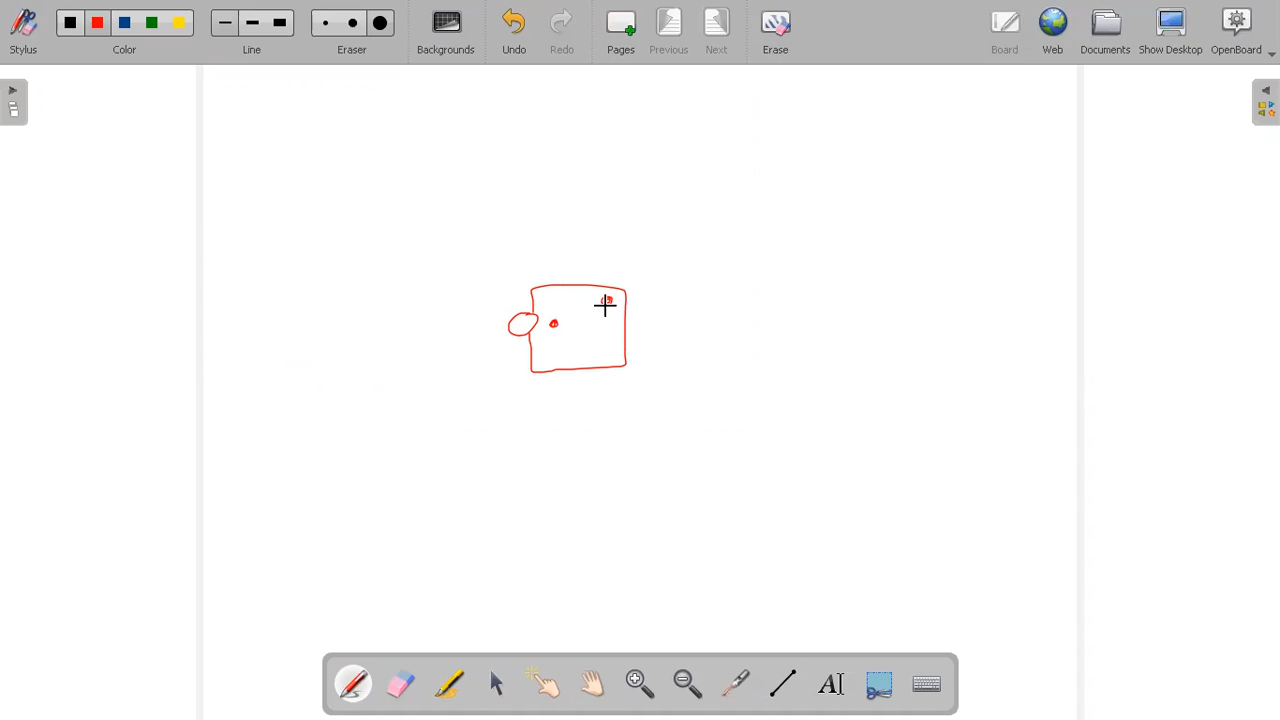 Stylus
Color
Line
Eraser
Backgrounds
Undo
Redo
Pages
Previous
Next
Erase
Board
Web
Documents
Show Desktop
OpenBoard